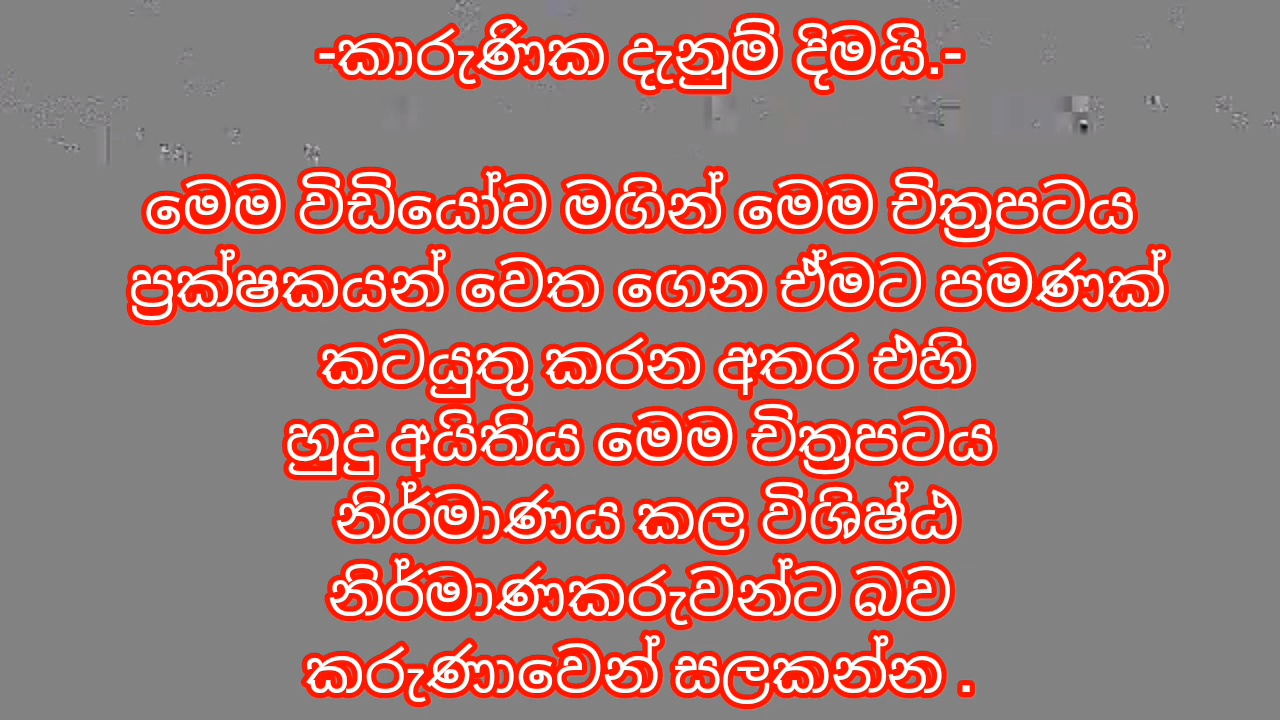 -කාරුණික දැනුම් දිමයි.-
මෙම විඩියෝව මගින් මෙම චිත්‍රපටය
ප්‍රක්ෂකයන් වෙත ගෙන ඒමට පමණක්
කටයුතු කරන අතර එහි
හුදු අයිතිය මෙම චිත්‍රපටය
නිර්මාණය කල විශිෂ්ඨ
නිර්මාණකරුවන්ට බව
කරුණාවෙන් සලකන්න .